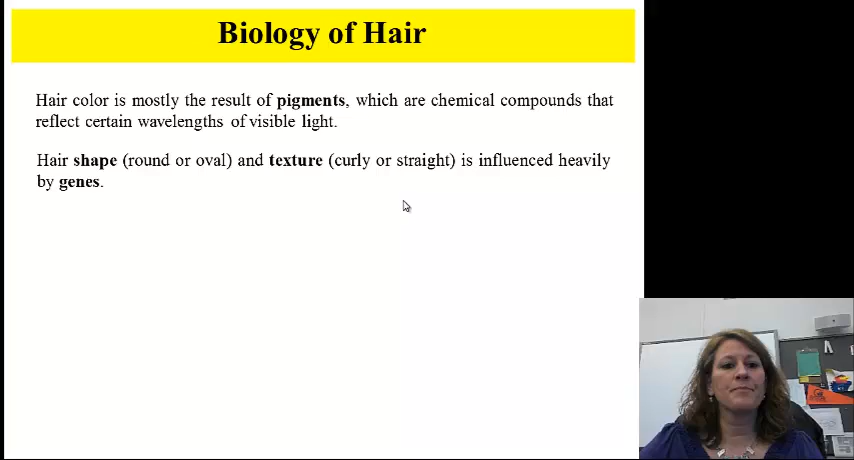 Biology of Hair
Hair color is mostly the result of pigments, which are chemical compounds that
reflect certain wavelengths of visible light.
Hair shape (round or oval) and texture (curly or straight) is influenced heavily
by genes.